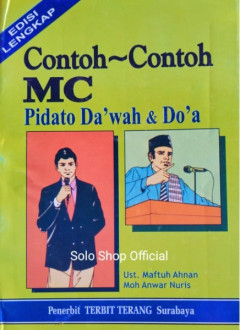 EDISI
LENGKAP
Contoh~Contoh
MC
Pidato Da'wah & Do'a
Solo Shop Official
Ust. Maftuh Ahnan
Moh Anwar Nuris
Penerbit TERBIT TERANG Surabaya